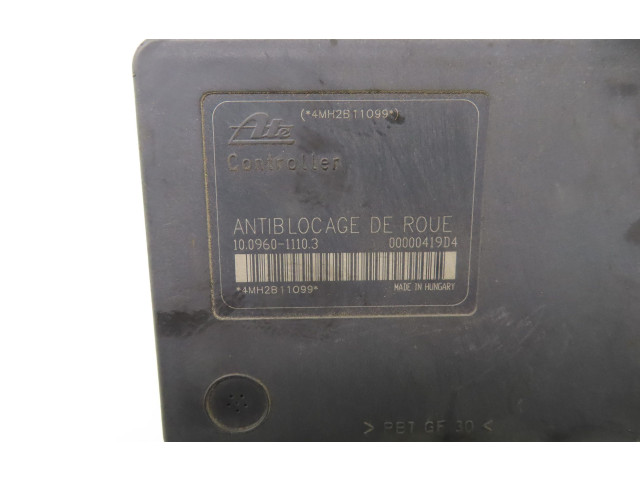 (*4MH2B11099*)
Ate
Controller
ANTIBLOCAGE DE ROUE
10.0960-1110.3 00000419D4
*4MH2B11099* MADE IN HUNGARY
> PBT GF 30 <